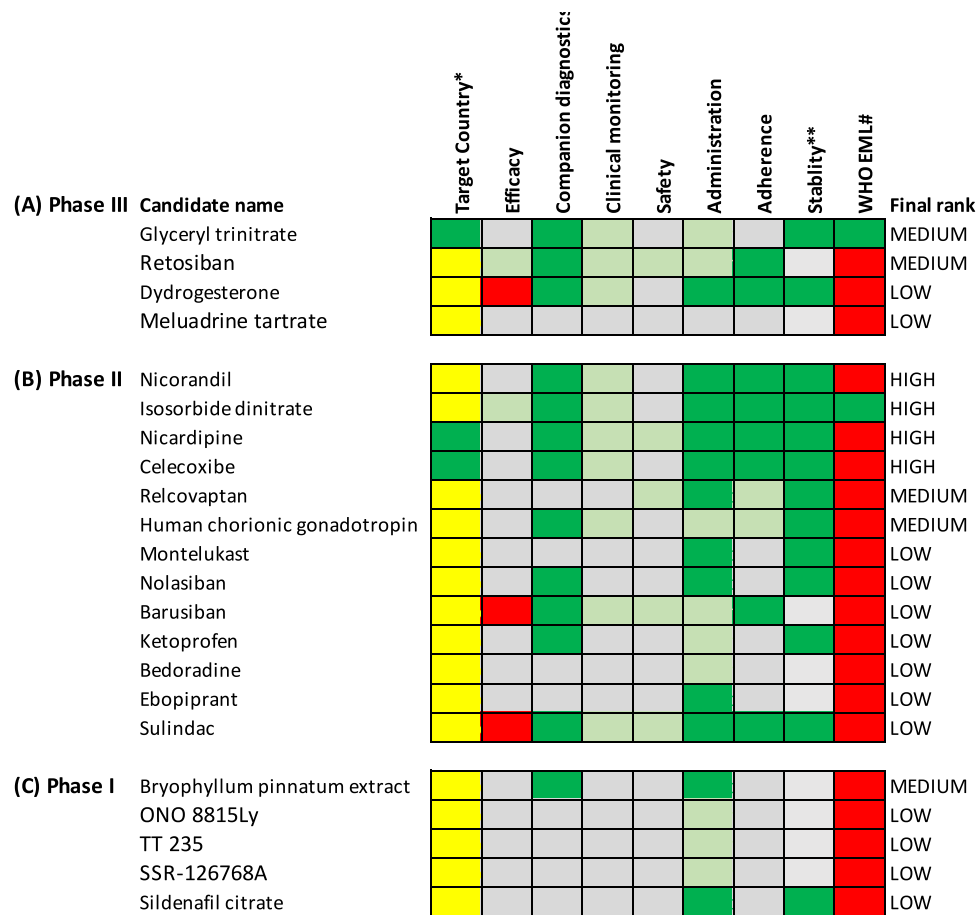 Target Country*
Efficacy
Companion diagnostics
Clinical monitoring
Safety
Administration
Adherence
Stablity**
WHO EML#
(A) Phase III Candidate name Final rank
Glyceryl trinitrate MEDIUM
Retosiban MEDIUM
Dydrogesterone LOW
Meluadrine tartrate LOW
(B) Phase II Nicorandil HIGH
Isosorbide dinitrate HIGH
Nicardipine HIGH
Celecoxibe HIGH
Relcovaptan MEDIUM
Human chorionic gonadotropin MEDIUM
Montelukast LOW
Nolasiban LOW
Barusiban LOW
Ketoprofen LOW
Bedoradine LOW
Ebopiprant LOW
Sulindac LOW
(C) Phase I Bryophyllum pinnatum extract MEDIUM
ONO 8815Ly LOW
TT 235 LOW
SSR-126768A LOW
Sildenafil citrate LOW